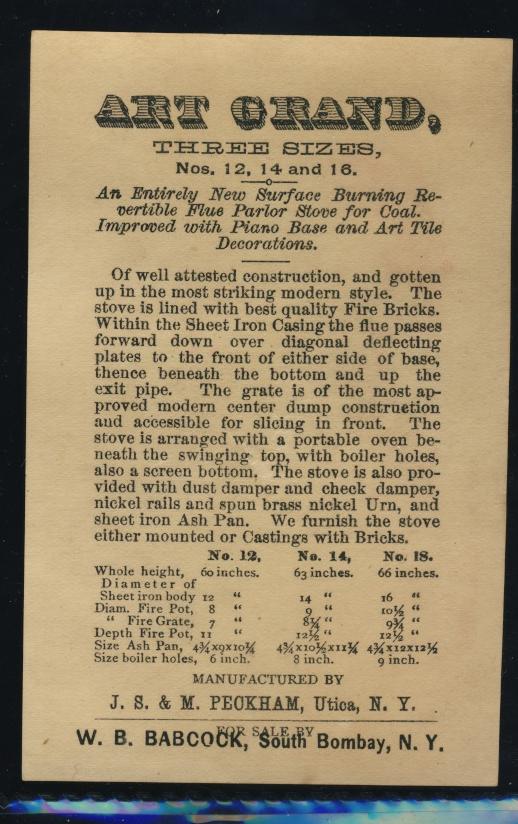 ART GRAND,
THREE SIZES,
Nos. 12, 14 and 16.
An Entirely New Surface Burning Re-
vertible Flue Parlor Stove for Coal.
Improved with Piano Base and Art Tile
Decorations.
Of well attested construction, and gotten
up in the most striking modern style. The
stove is lined with best quality Fire Bricks.
Within the Sheet Iron Casing the flue passes
forward down over diagonal deflecting
plates to the front of either side of base,
thence beneath the bottom and up the
exit pipe. The grate is of the most ap-
proved modern center dump construction
and accessible for slicing in front. The
stove is arranged with a portable oven be-
neath the swinging top, with boiler holes,
also a screen bottom. The stove is also pro-
vided with dust damper and check damper,
nickel rails and spun brass nickel Urn, and
sheet iron Ash Pan. We furnish the stove
either mounted or Castings with Bricks.
No. 12, No. 14, No. 18.
Whole height, 60 inches. 63 inches. 66 inches.
Diameter of
Sheet iron body 12 “ 14 “ 16 “
Diam. Fire Pot, 8 “ 9 “ 10½ “
“ Fire Grate, 7 “ 8¼ “ 9¾ “
Depth Fire Pot, 11 “ 12½ “ 12½ “
Size Ash Pan, 4¾x9x10¼ 4¾x10½x11¼ 4¾x12x12½
Size boiler holes, 6 inch. 8 inch. 9 inch.
MANUFACTURED BY
J. S. & M. PECKHAM, Utica, N. Y.
FOR SALE BY
W. B. BABCOCK, South Bombay, N. Y.